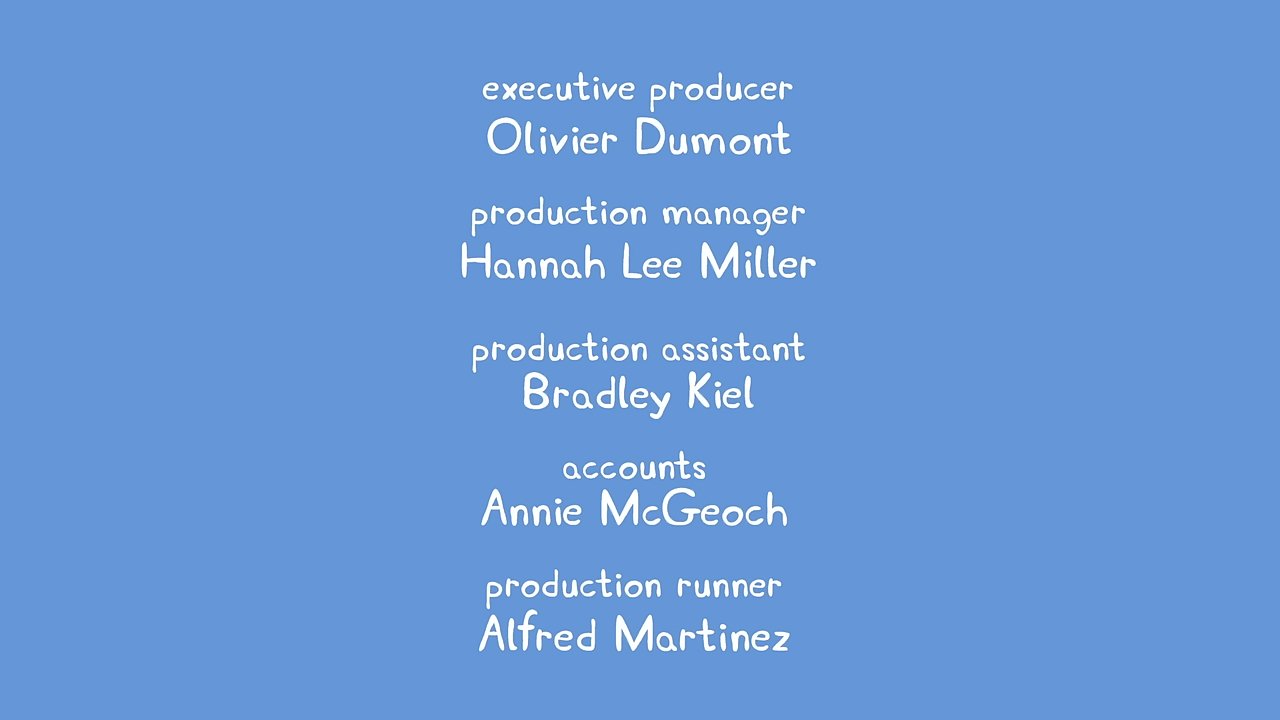 executive producer
Olivier Dumont
production manager
Hannah Lee Miller
production assistant
Bradley Kiel
accounts
Annie McGeoch
production runner
Alfred Martinez